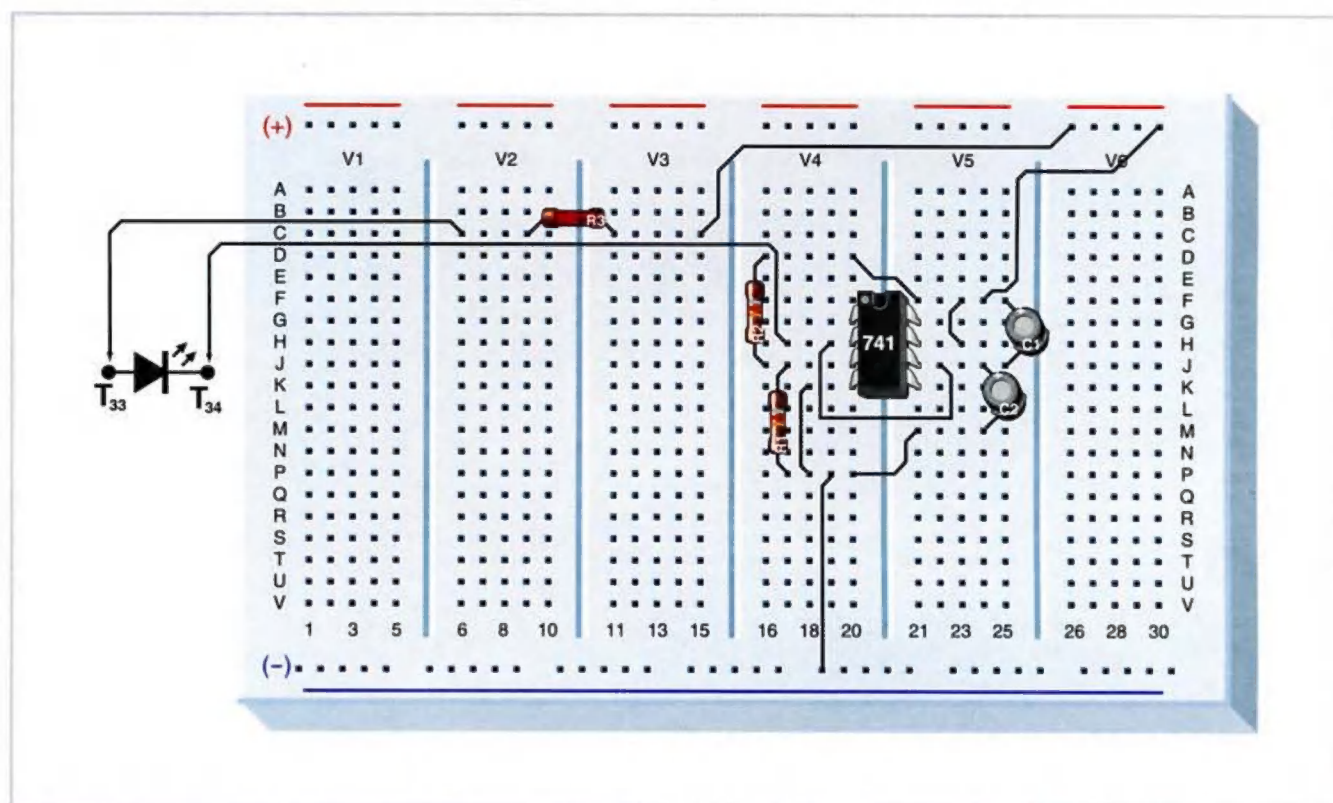 (+)
V1 V2 V3 V4 V5 V6
A A
B R3 B
C C
D D
E E
F F
G R2 G
H 741 C1 H
J J
T33 T34
K C2 K
L L
M R1 M
N N
P P
Q Q
R R
S S
T T
U U
V V
1 3 5 6 8 10 11 13 15 16 18 20 21 23 25 26 28 30
(−)